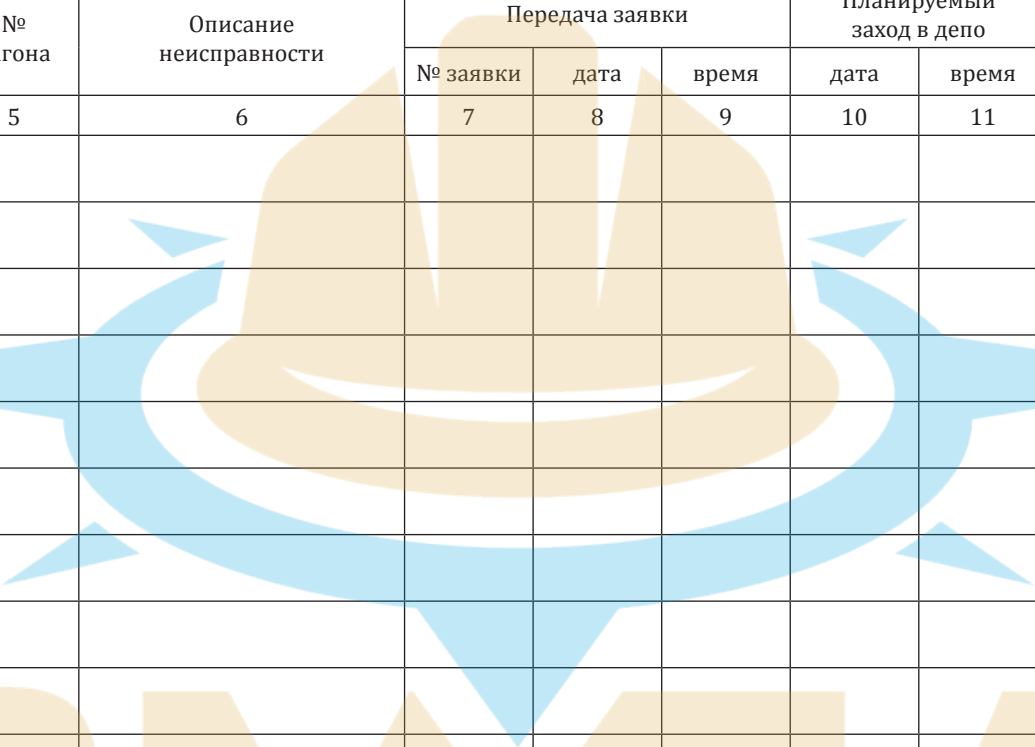 №
гона
Описание
неисправности
Передача заявки
Планируемый
заход в депо
№ заявки
дата
время
дата
время
5
6
7
8
9
10
11